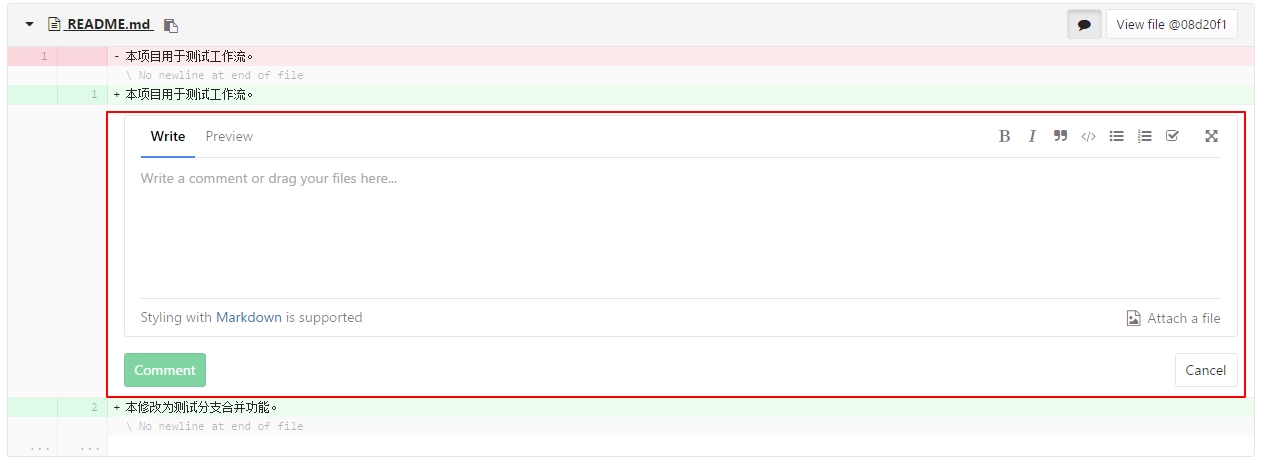 README.md View file @08d20f1
1 - 本项目用于测试工作流。
\ No newline at end of file
1 + 本项目用于测试工作流。
Write Preview B I
Write a comment or drag your files here...
Styling with Markdown is supported Attach a file
Comment Cancel
2 + 本修改为测试分支合并功能。
\ No newline at end of file
... ...